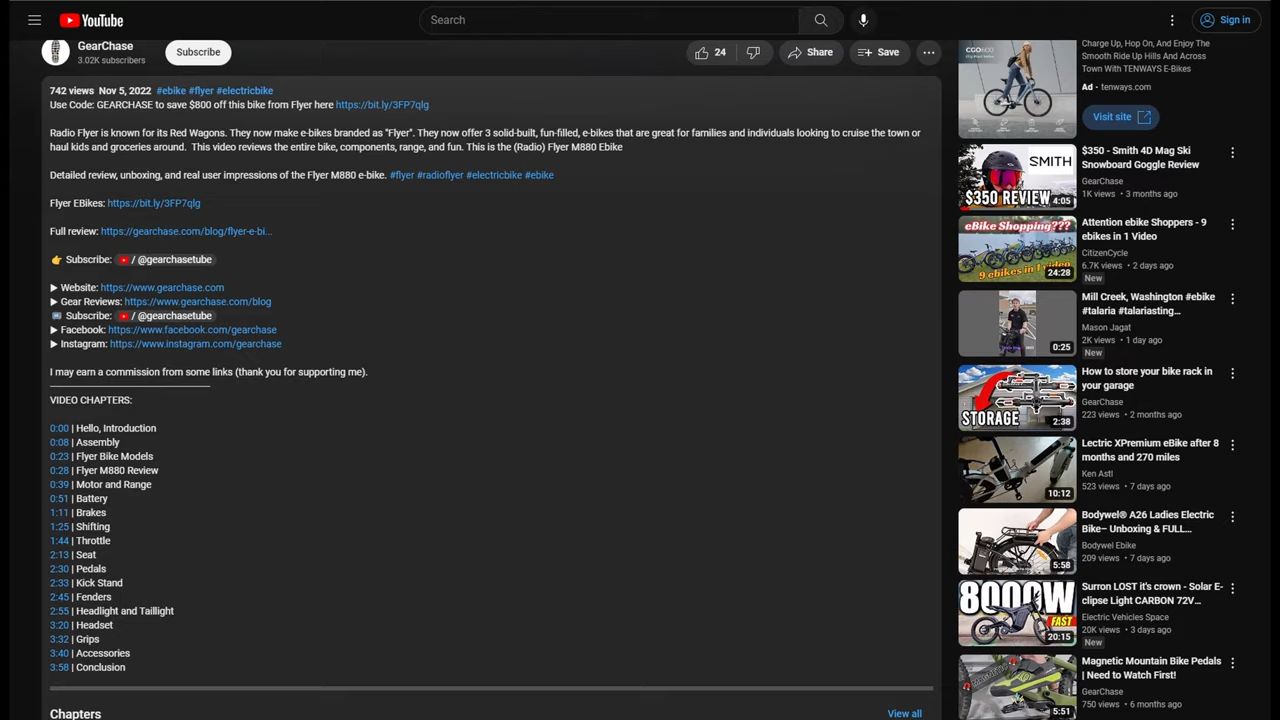 YouTube
Search
Sign in
GearChase
3.02K subscribers
Subscribe
24
Share
Save
742 views Nov 5, 2022 #ebike #flyer #electricbike
Use Code: GEARCHASE to save $800 off this bike from Flyer here https://bit.ly/3FP7qlg
Radio Flyer is known for its Red Wagons. They now make e-bikes branded as "Flyer". They now offer 3 solid-built, fun-filled, e-bikes that are great for families and individuals looking to cruise the town or
haul kids and groceries around. This video reviews the entire bike, components, range, and fun. This is the (Radio) Flyer M880 Ebike
Detailed review, unboxing, and real user impressions of the Flyer M880 e-bike. #flyer #radioflyer #electricbike #ebike
Flyer EBikes: https://bit.ly/3FP7qlg
Full review: https://gearchase.com/blog/flyer-e-bi...
👉 Subscribe: / @gearchasetube
▶ Website: https://www.gearchase.com
▶ Gear Reviews: https://www.gearchase.com/blog
Subscribe: / @gearchasetube
▶ Facebook: https://www.facebook.com/gearchase
▶ Instagram: https://www.instagram.com/gearchase
I may earn a commission from some links (thank you for supporting me).
VIDEO CHAPTERS:
0:00 | Hello, Introduction
0:08 | Assembly
0:23 | Flyer Bike Models
0:28 | Flyer M880 Review
0:39 | Motor and Range
0:51 | Battery
1:11 | Brakes
1:25 | Shifting
1:44 | Throttle
2:13 | Seat
2:30 | Pedals
2:33 | Kick Stand
2:45 | Fenders
2:55 | Headlight and Taillight
3:20 | Headset
3:32 | Grips
3:40 | Accessories
3:58 | Conclusion
Chapters
View all
CGO600
Charge Up, Hop On, And Enjoy The
Smooth Ride Up Hills And Across
Town With TENWAYS E-Bikes
Ad • tenways.com
Visit site
SMITH
$350 REVIEW
4:05
$350 - Smith 4D Mag Ski
Snowboard Goggle Review
GearChase
1K views • 3 months ago
eBike Shopping???
9 ebikes in 1 video
24:28
Attention ebike Shoppers - 9
ebikes in 1 Video
CitizenCycle
6.7K views • 2 days ago
New
0:25
Mill Creek, Washington #ebike
#talaria #talariasting...
Mason Jagat
2K views • 1 day ago
New
STORAGE
2:38
How to store your bike rack in
your garage
GearChase
223 views • 2 months ago
10:12
Lectric XPremium eBike after 8
months and 270 miles
Ken Astl
523 views • 7 days ago
5:58
Bodywel® A26 Ladies Electric
Bike– Unboxing & FULL...
Bodywel Ebike
209 views • 7 days ago
8000W
FAST
20:15
Surron LOST it's crown - Solar E-
clipse Light CARBON 72V...
Electric Vehicles Space
20K views • 3 days ago
New
5:51
Magnetic Mountain Bike Pedals
| Need to Watch First!
GearChase
750 views • 6 months ago